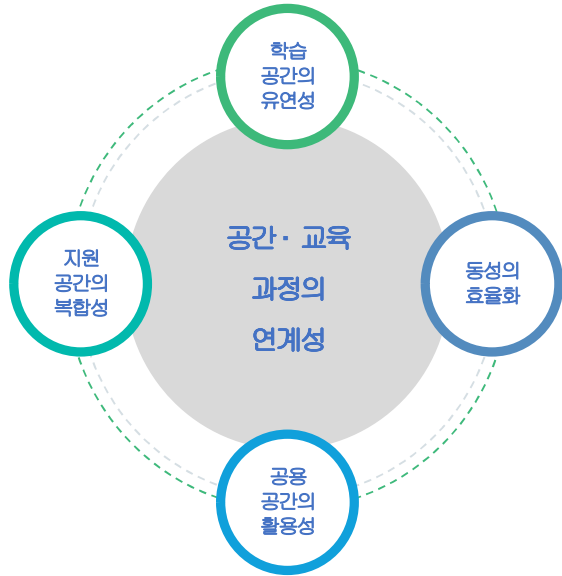 학습
공간의
유연성
지원
공간의
복합성
공간· 교육
과정의
연계성
동성의
효율화
공용
공간의
활용성